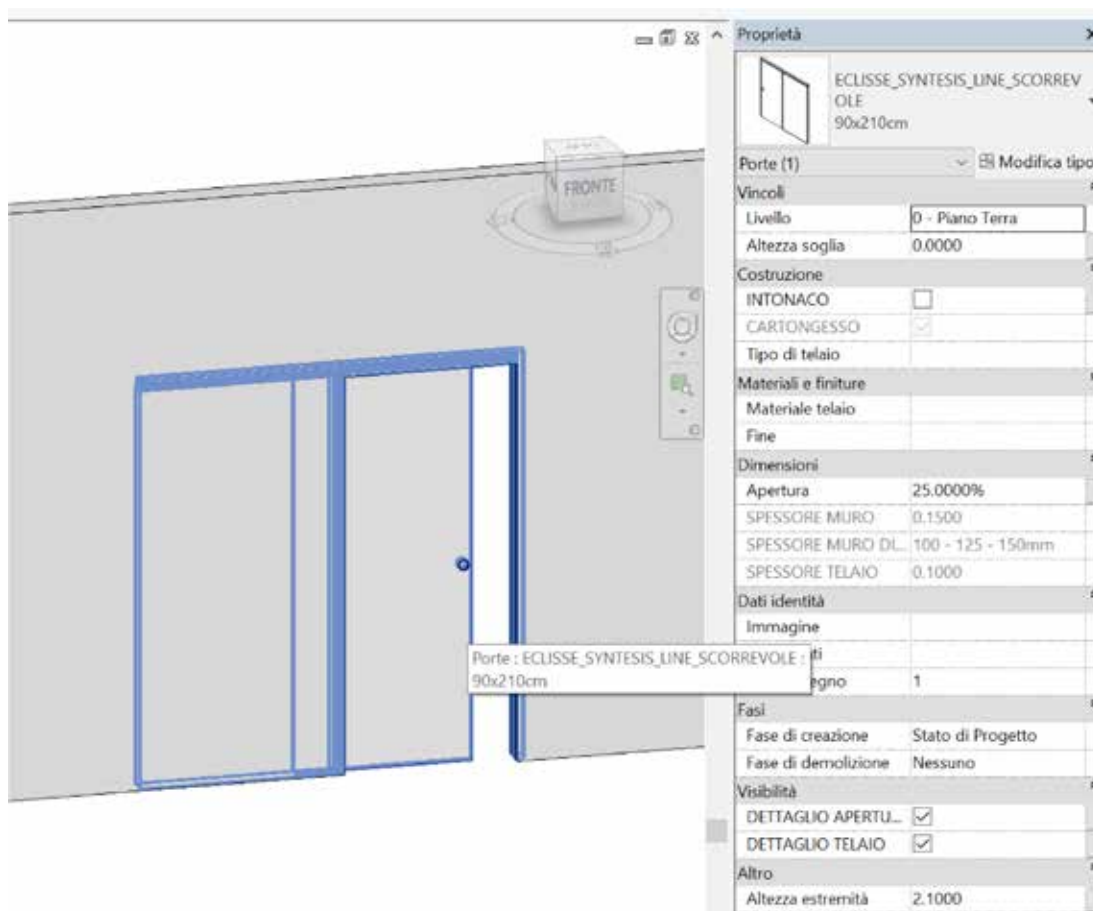 Proprietà
ECLISSE_SYNTESIS_LINE_SCORREV
OLE
90x210cm
Porte (1)
Modifica tipo
Vincoli
Livello 0 - Piano Terra
Altezza soglia 0.0000
Costruzione
INTONACO
CARTONGESSO
Tipo di telaio
Materiali e finiture
Materiale telaio
Fine
Dimensioni
Apertura 25.0000%
SPESSORE MURO 0.1500
SPESSORE MURO DI... 100 - 125 - 150mm
SPESSORE TELAIO 0.1000
Dati identità
Immagine
ti
egno 1
Fasi
Fase di creazione Stato di Progetto
Fase di demolizione Nessuno
Visibilità
DETTAGLIO APERTU...
DETTAGLIO TELAIO
Altro
Altezza estremità 2.1000
FRONTE
Porte : ECLISSE_SYNTESIS_LINE_SCORREVOLE :
90x210cm